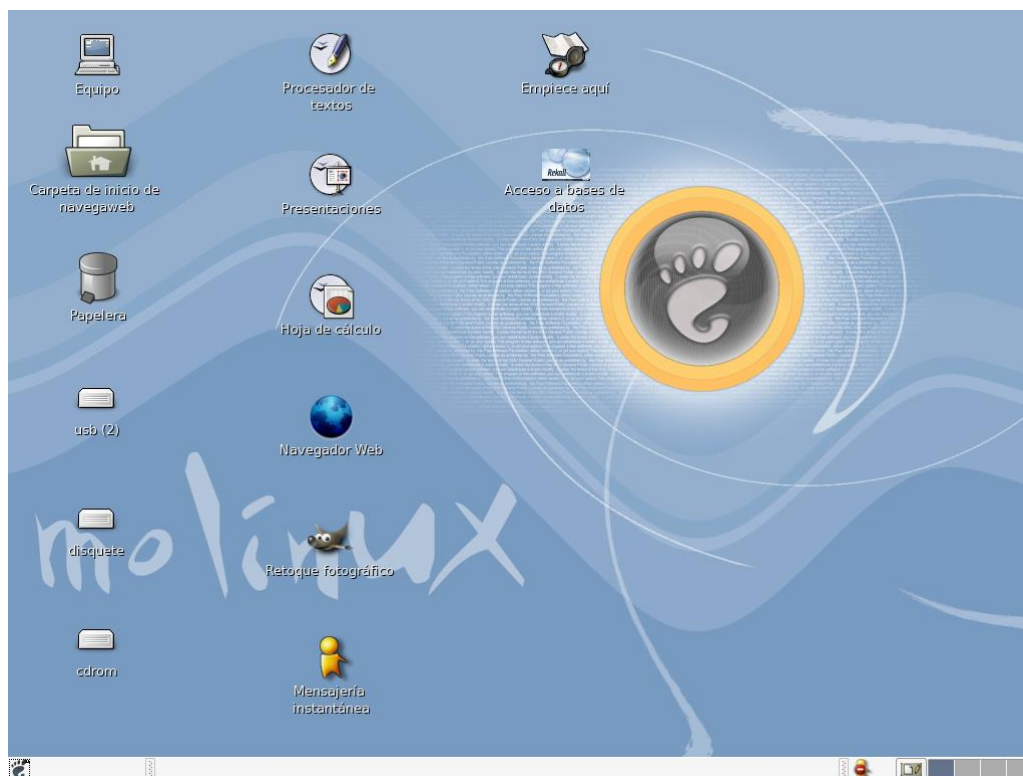 Equipo
Carpeta de inicio de
navegaweb
Papelera
usb (2)
disquete
cdrom
Procesador de
textos
Presentaciones
Hoja de cálculo
Navegador Web
Retoque fotográfico
Mensajería
instantánea
Empiece aquí
Rekall
Acceso a bases de
datos
molinux